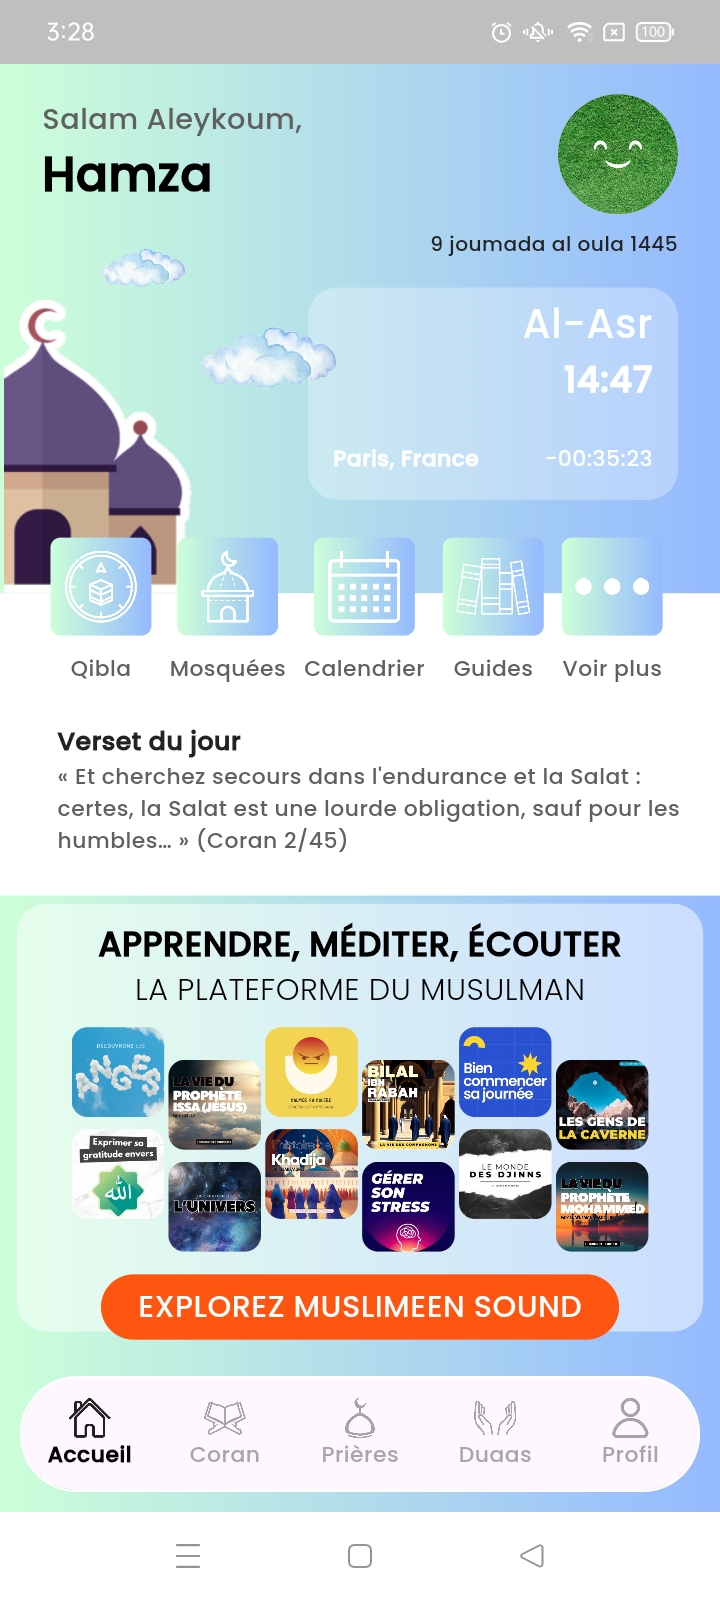 3:28
100
Salam Aleykoum,
Hamza
9 joumada al oula 1445
Al-Asr
14:47
Paris, France
-00:35:23
Qibla
Mosquées
Calendrier
Guides
Voir plus
Verset du jour
« Et cherchez secours dans l'endurance et la Salat :
certes, la Salat est une lourde obligation, sauf pour les
humbles… » (Coran 2/45)
APPRENDRE, MÉDITER, ÉCOUTER
LA PLATEFORME DU MUSULMAN
DÉCOUVRONS LES
ANGES
LA VIE DU
PROPHÈTE
ISSA (JÉSUS)
CALMER SA COLÈRE
BILAL
IBN
RABAH
Bien
commencer
sa journée
LES GENS DE
LA CAVERNE
Exprimer sa
gratitude envers
الله
L'UNIVERS
Khadija
GÉRER
SON
STRESS
LE MONDE
DES DJINNS
LA VIE DU
PROPHÈTE
MOHAMMED
EXPLOREZ MUSLIMEEN SOUND
Accueil
Coran
Prières
Duaas
Profil